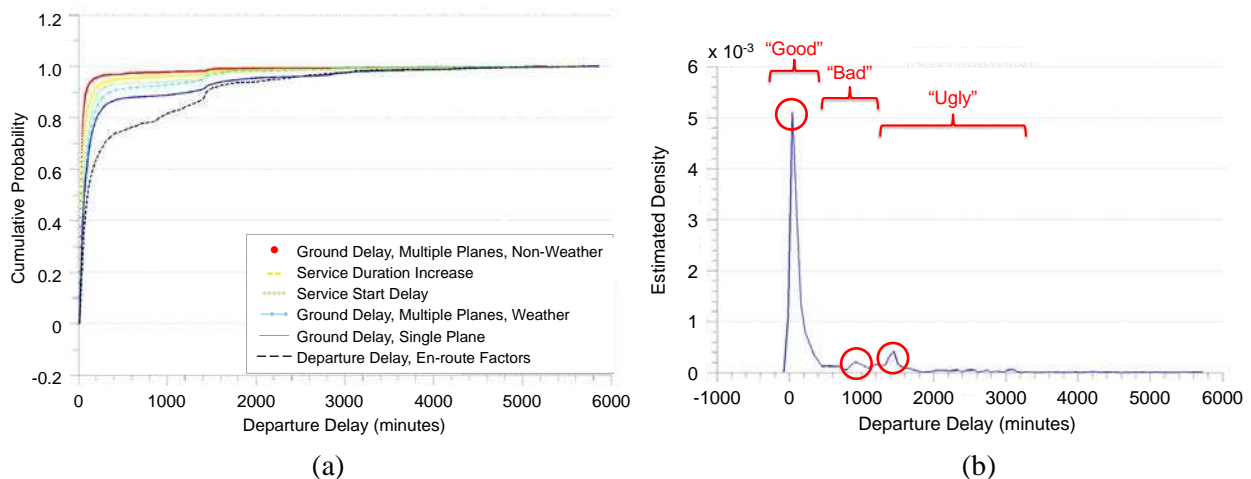 1.2
1.0
0.8
0.6
0.4
0.2
0
-0.2
Cumulative Probability
Ground Delay, Multiple Planes, Non-Weather
Service Duration Increase
Service Start Delay
Ground Delay, Multiple Planes, Weather
Ground Delay, Single Plane
Departure Delay, En-route Factors
0 1000 2000 3000 4000 5000 6000
Departure Delay (minutes)
(a)
x 10-3
"Good"
"Bad"
"Ugly"
6
5
4
3
2
1
0
Estimated Density
-1000 0 1000 2000 3000 4000 5000 6000
Departure Delay (minutes)
(b)